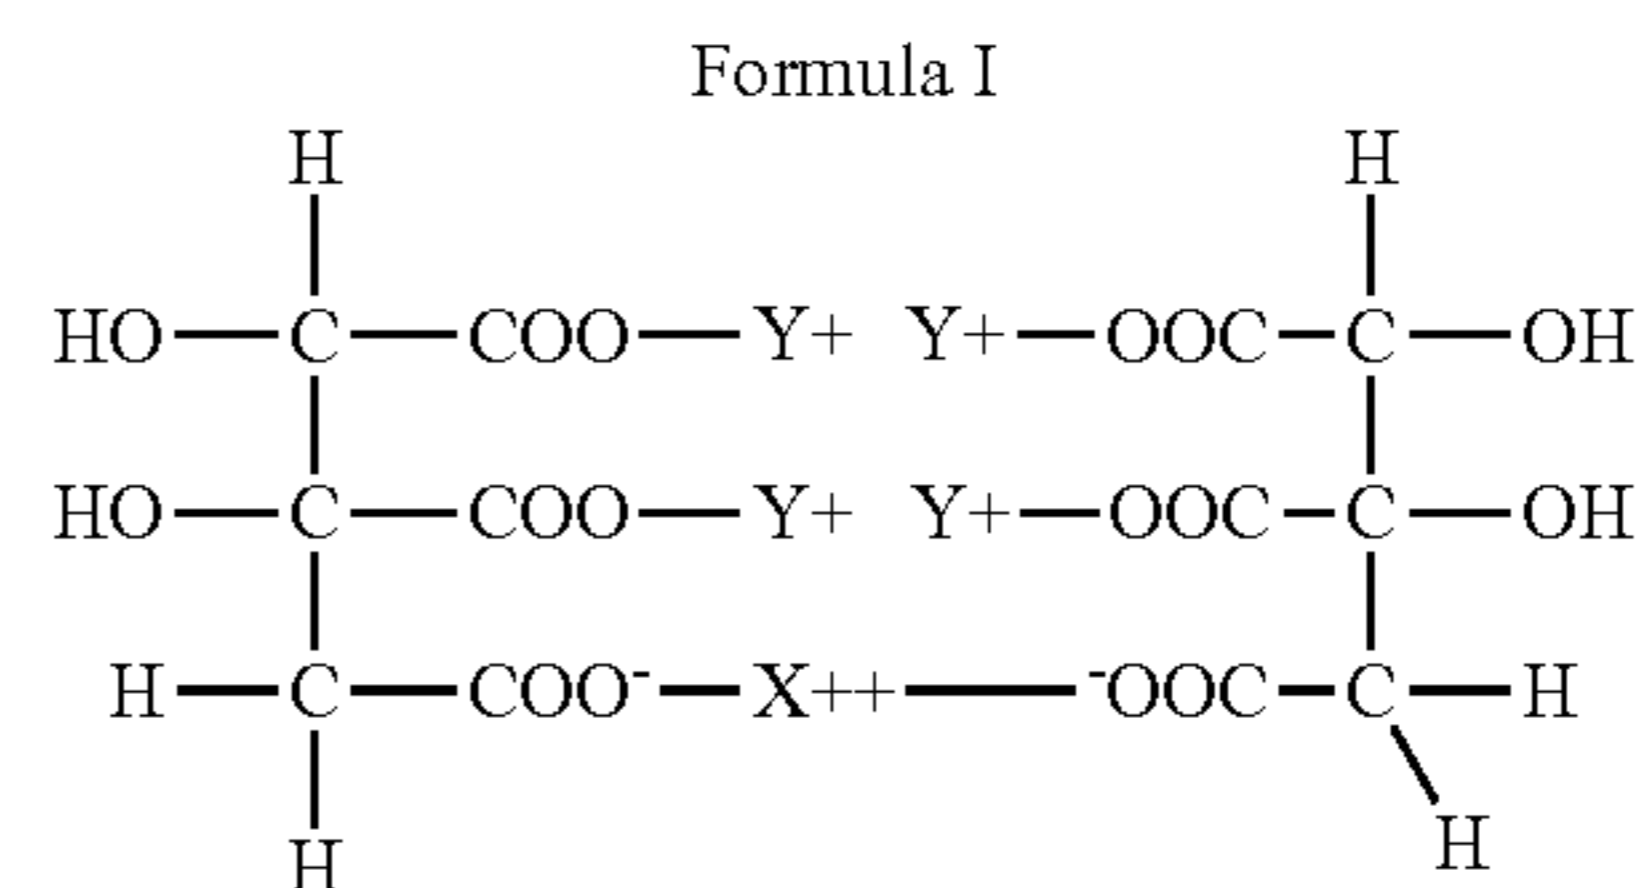 Formula I
H H
HO C COO Y+ Y+ OOC C OH
HO C COO Y+ Y+ OOC C OH
H C COO- X++ -OOC C H
H H